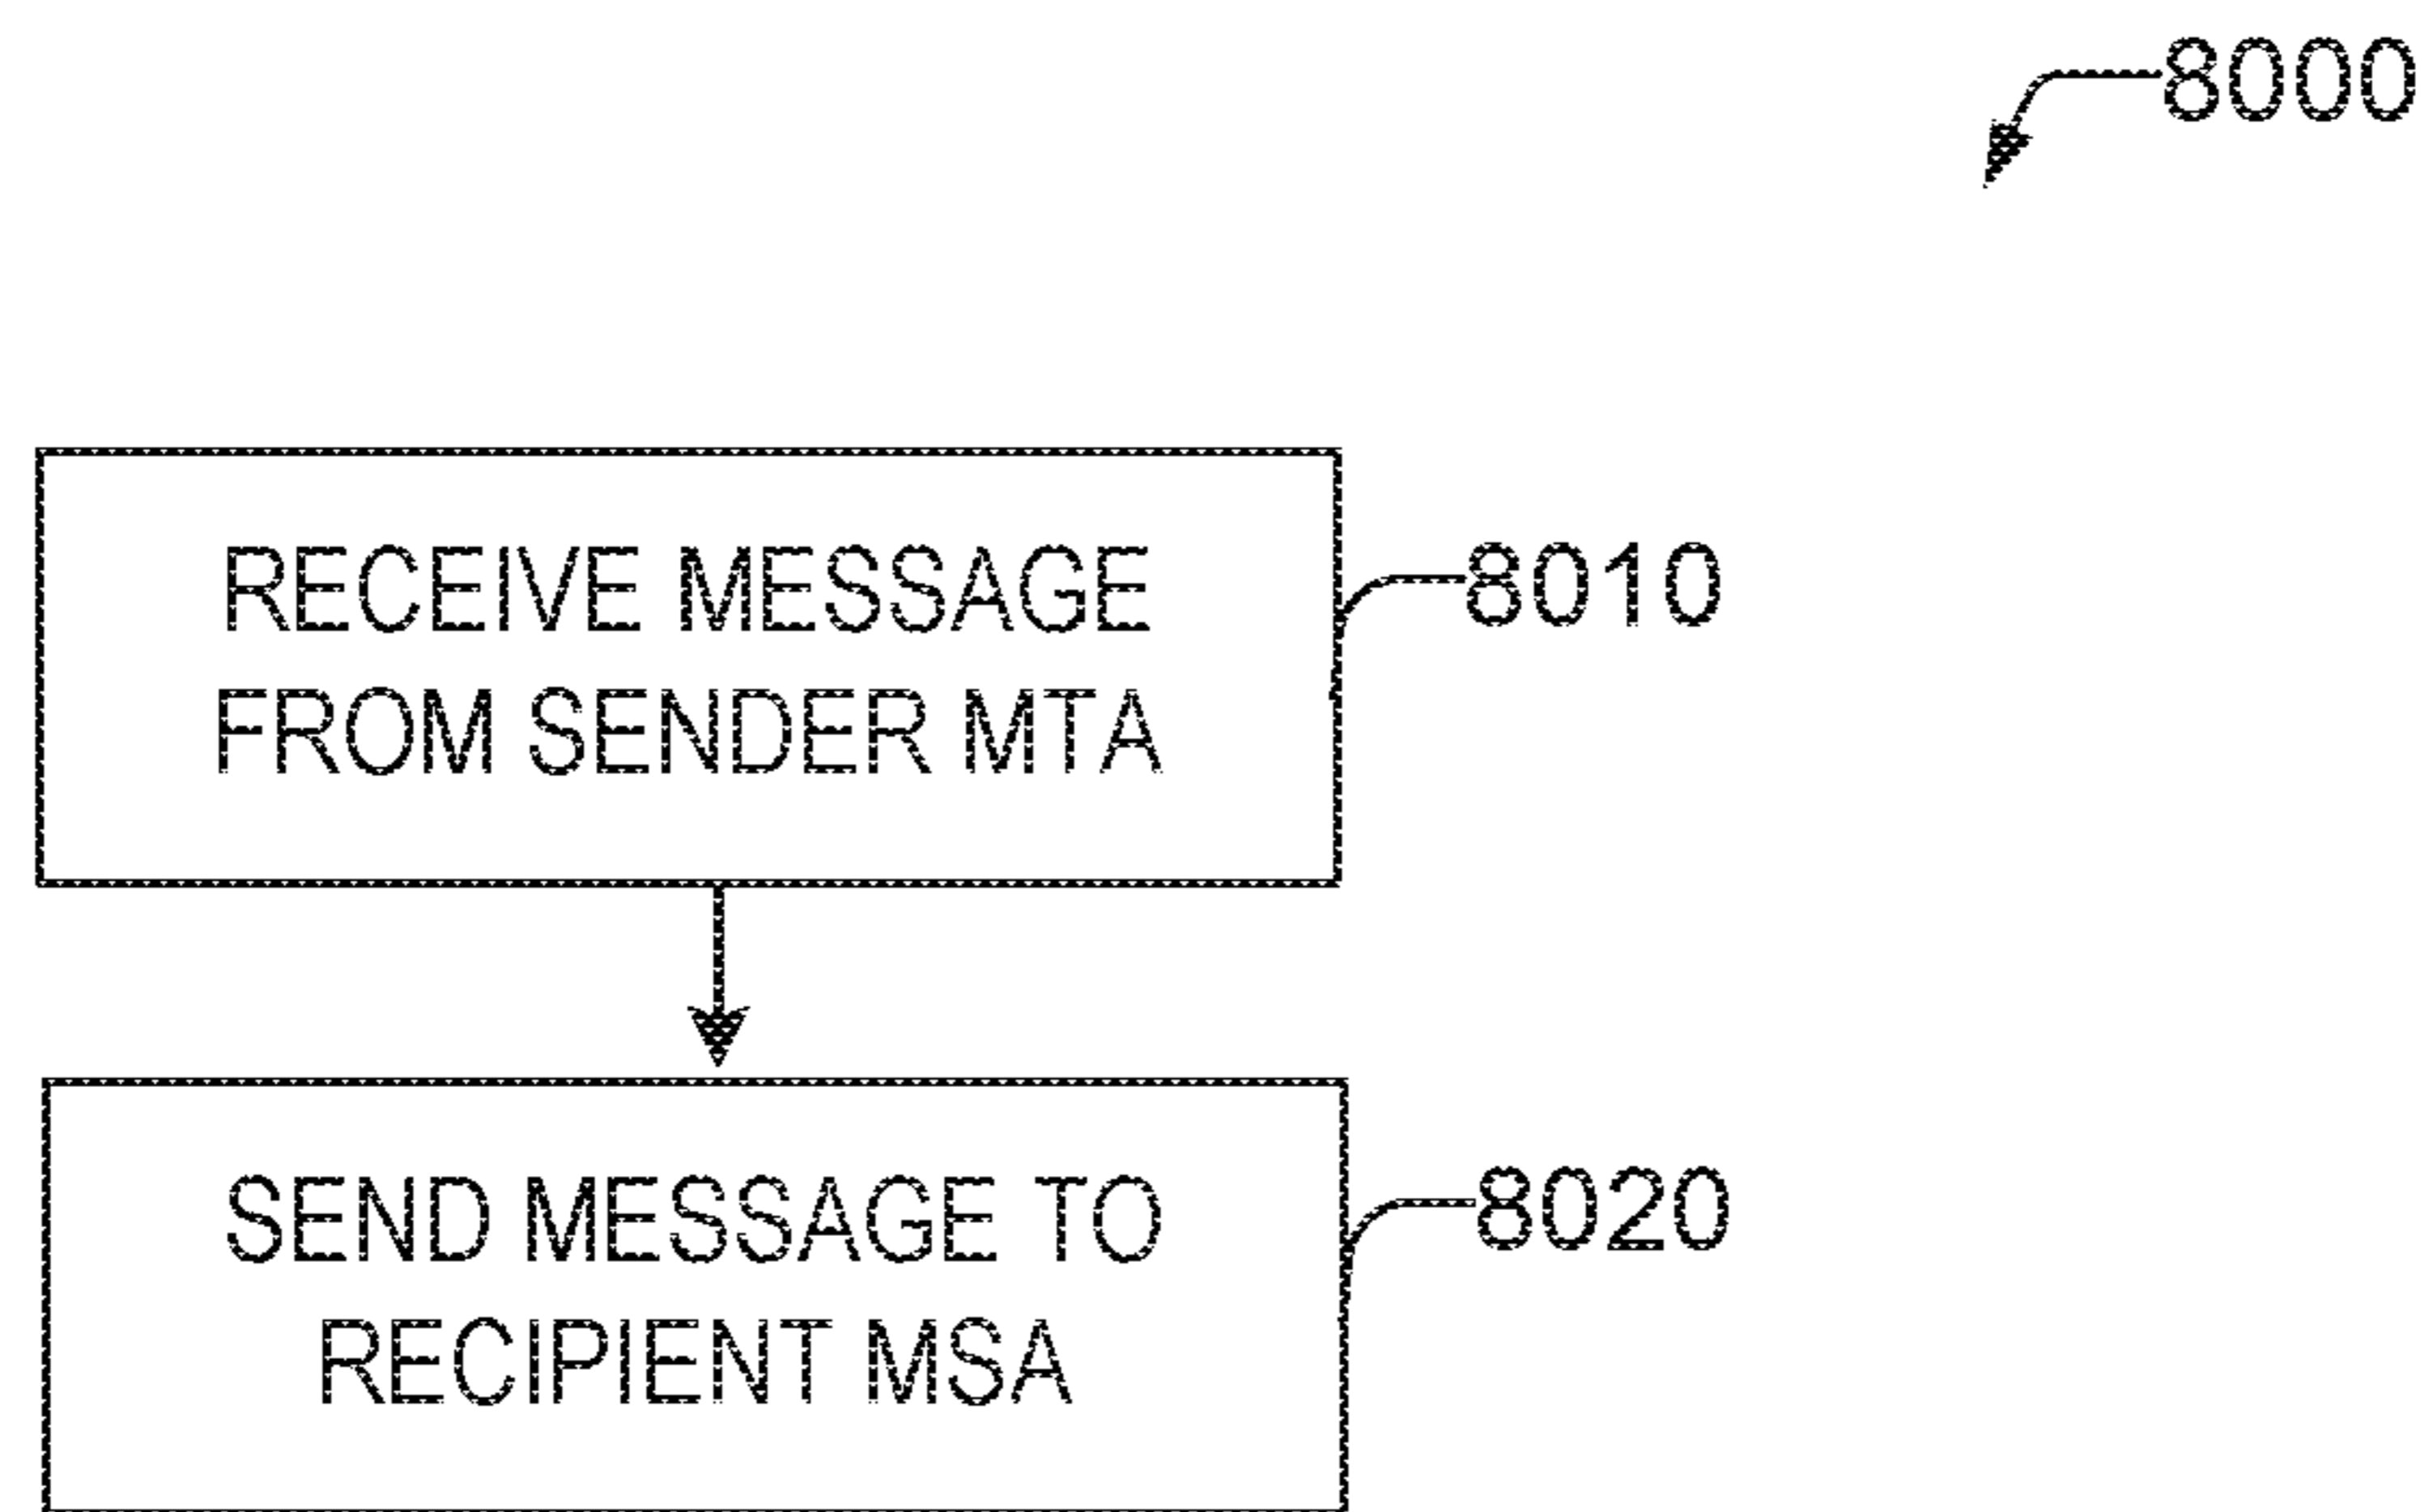 8000
RECEIVE MESSAGE
FROM SENDER MTA
8010
SEND MESSAGE TO
RECIPIENT MSA
8020